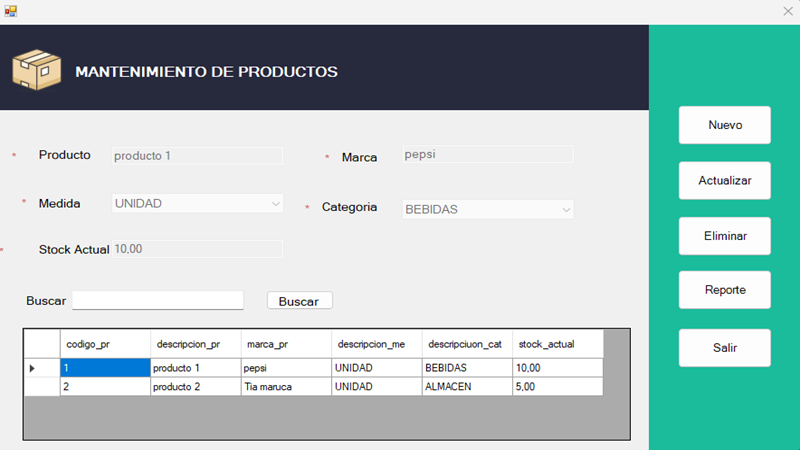 MANTENIMIENTO DE PRODUCTOS
* Producto producto 1
* Marca pepsi
* Medida UNIDAD
* Categoria BEBIDAS
* Stock Actual 10,00
Buscar Buscar
codigo_pr descripcion_pr marca_pr descripcion_me descripciuon_cat stock_actual
1 producto 1 pepsi UNIDAD BEBIDAS 10,00
2 producto 2 Tia maruca UNIDAD ALMACEN 5,00
Nuevo
Actualizar
Eliminar
Reporte
Salir